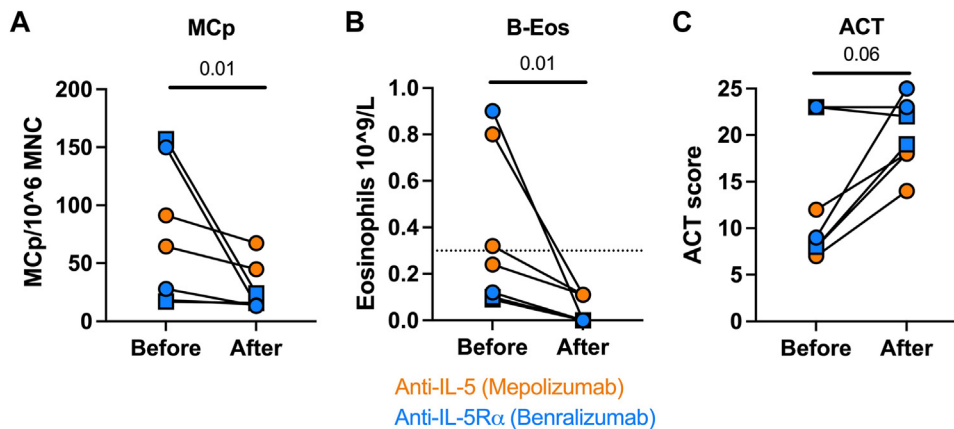 A
MCp
0.01
MCp/10^6 MNC
200
150
100
50
0
Before
After
B
B-Eos
0.01
Eosinophils 10^9/L
1.0
0.8
0.6
0.4
0.2
0.0
Before
After
C
ACT
0.06
ACT score
25
20
15
10
5
0
Before
After
Anti-IL-5 (Mepolizumab)
Anti-IL-5Rα (Benralizumab)